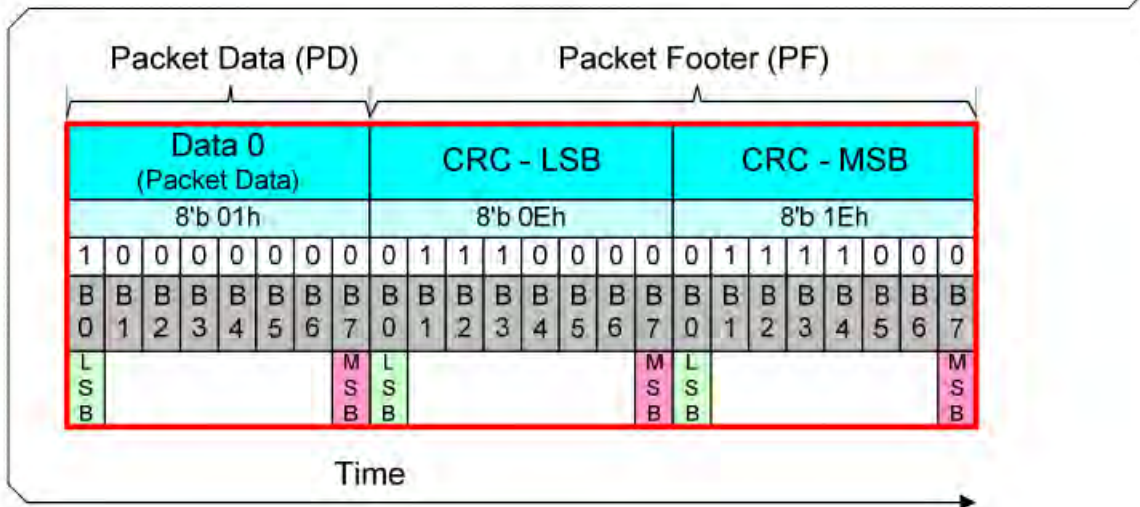 Packet Data (PD) Packet Footer (PF)
Data 0 CRC - LSB CRC - MSB
(Packet Data)
8'b 01h 8'b 0Eh 8'b 1Eh
1 0 0 0 0 0 0 0 0 1 1 1 0 0 0 0 0 1 1 1 1 0 0 0
B B B B B B B B B B B B B B B B B B B B B B B B
0 1 2 3 4 5 6 7 0 1 2 3 4 5 6 7 0 1 2 3 4 5 6 7
L M L M L M
S S S S S S
B B B B B B
Time